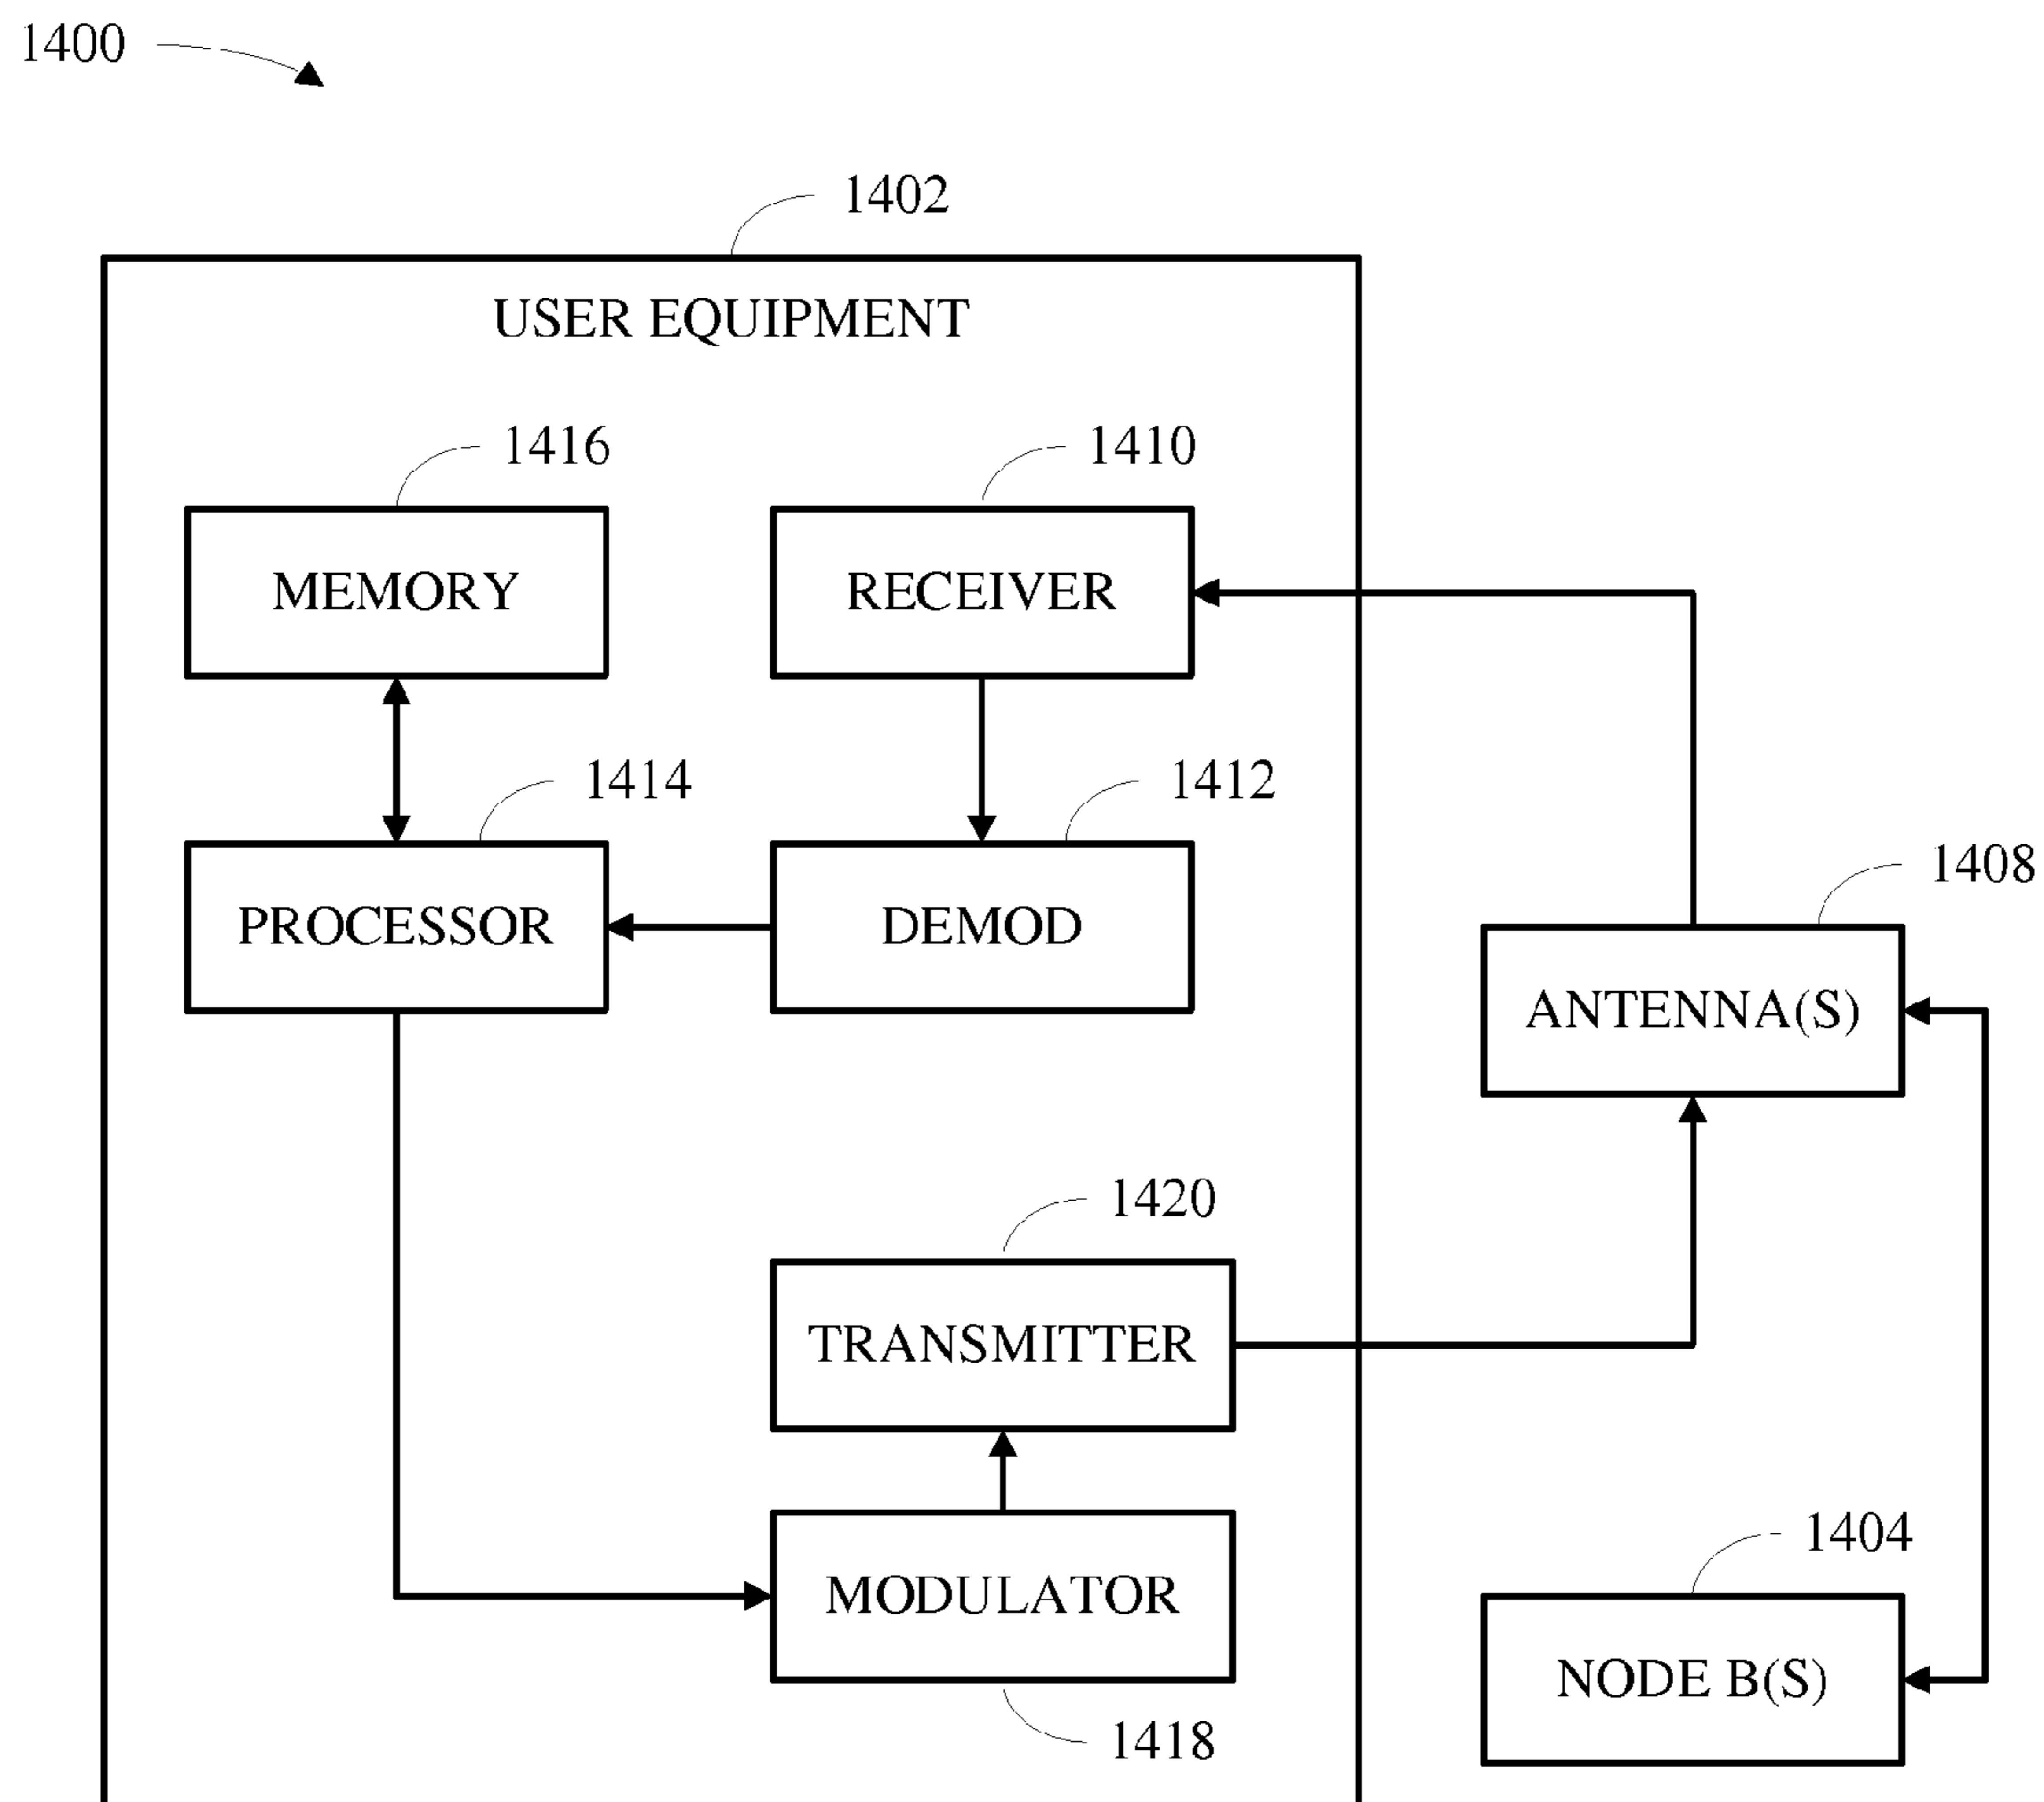 1400
1402
USER EQUIPMENT
1416
1410
MEMORY
RECEIVER
1414
1412
1408
PROCESSOR
DEMOD
ANTENNA(S)
1420
TRANSMITTER
1404
MODULATOR
NODE B(S)
1418